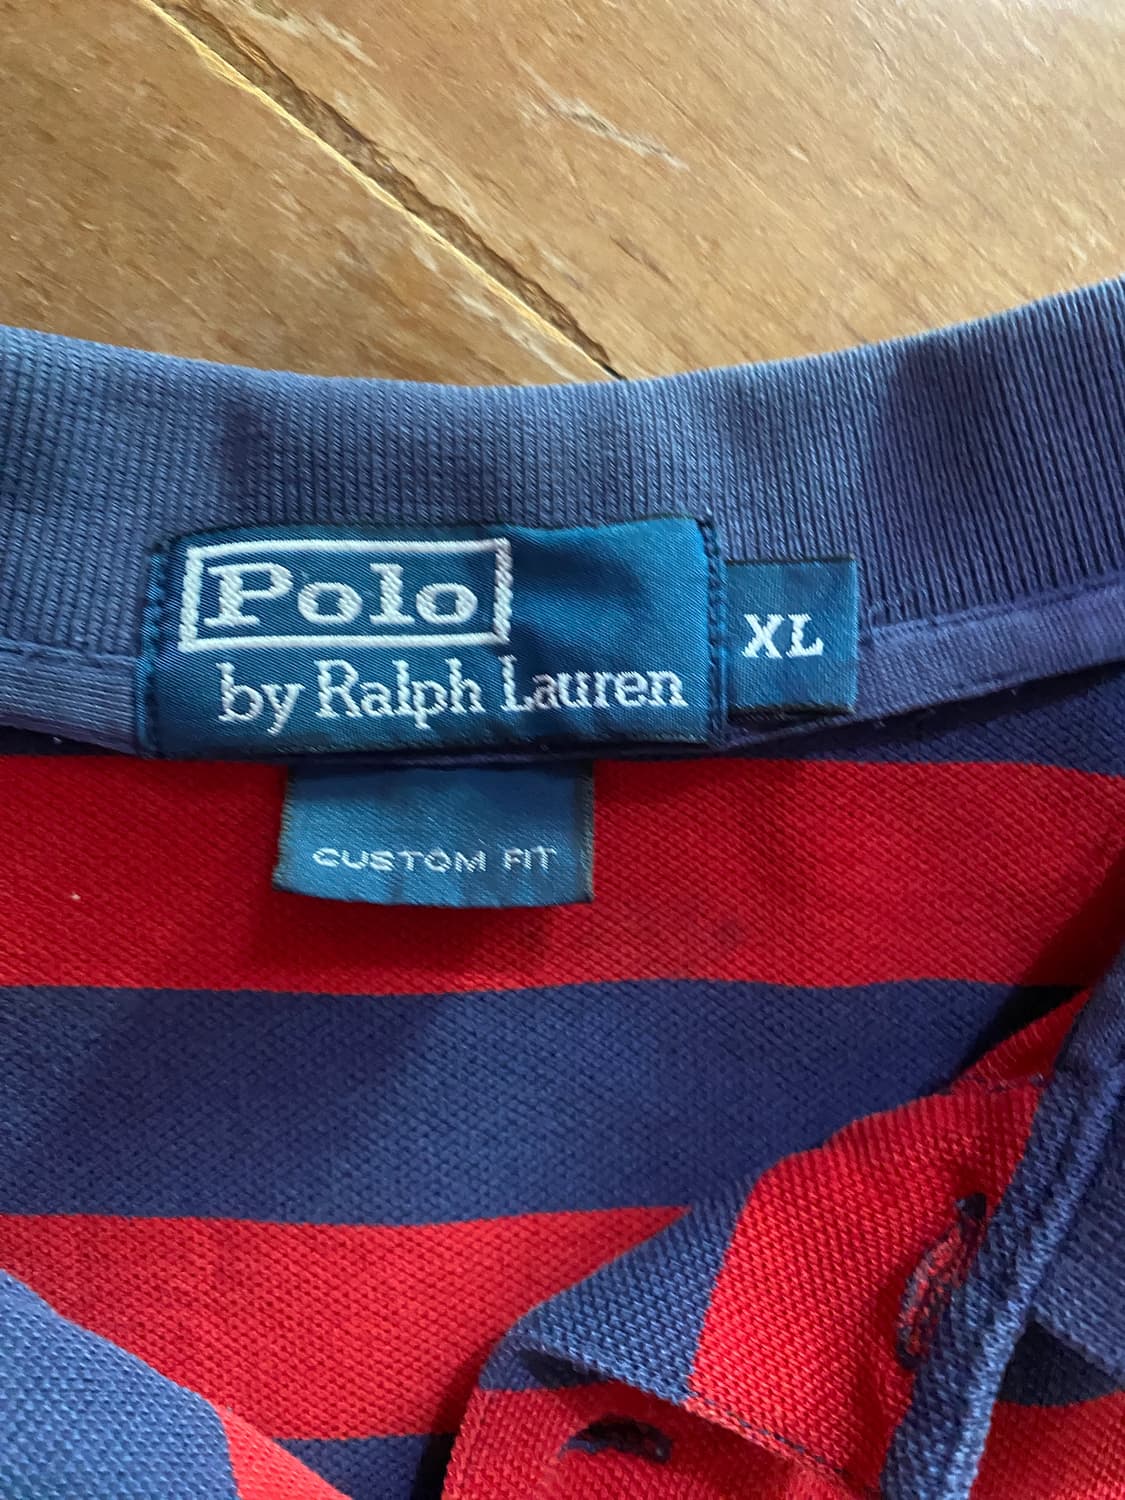 Polo
by Ralph Lauren
XL
CUSTOM FIT